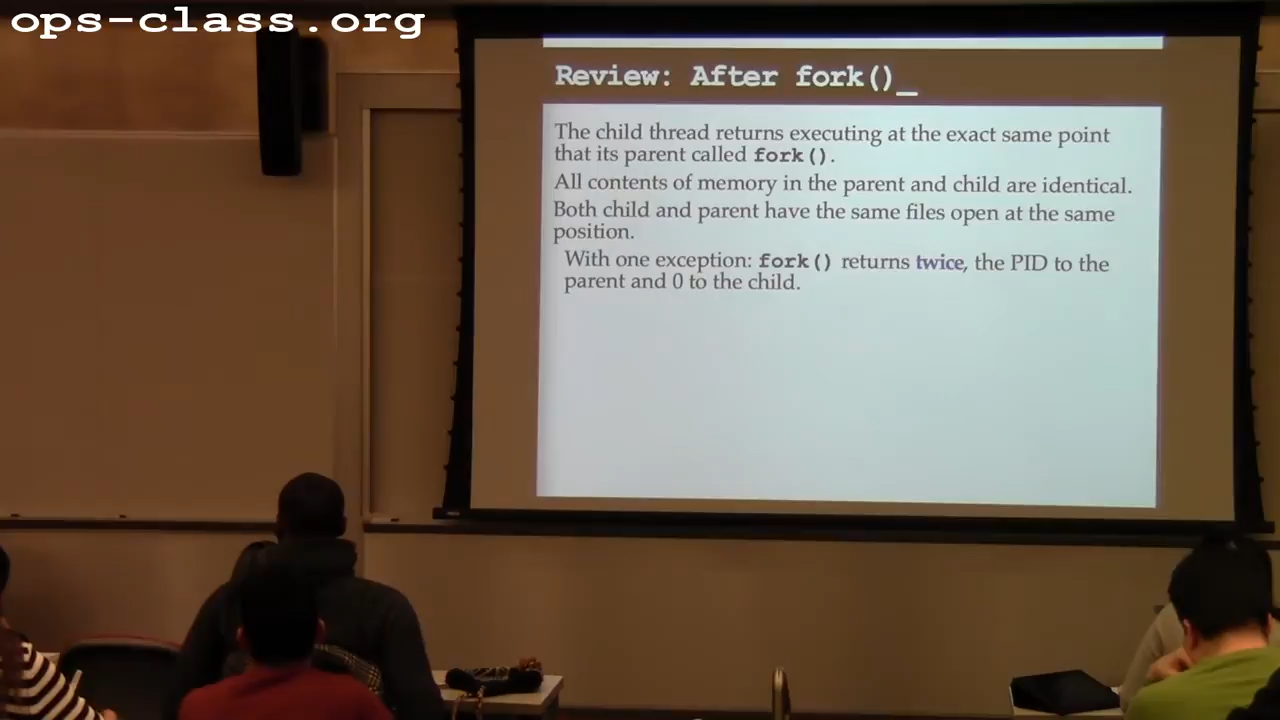 ops-class.org
Review: After fork()_
The child thread returns executing at the exact same point
that its parent called fork().
All contents of memory in the parent and child are identical.
Both child and parent have the same files open at the same
position.
With one exception: fork() returns twice, the PID to the
parent and 0 to the child.